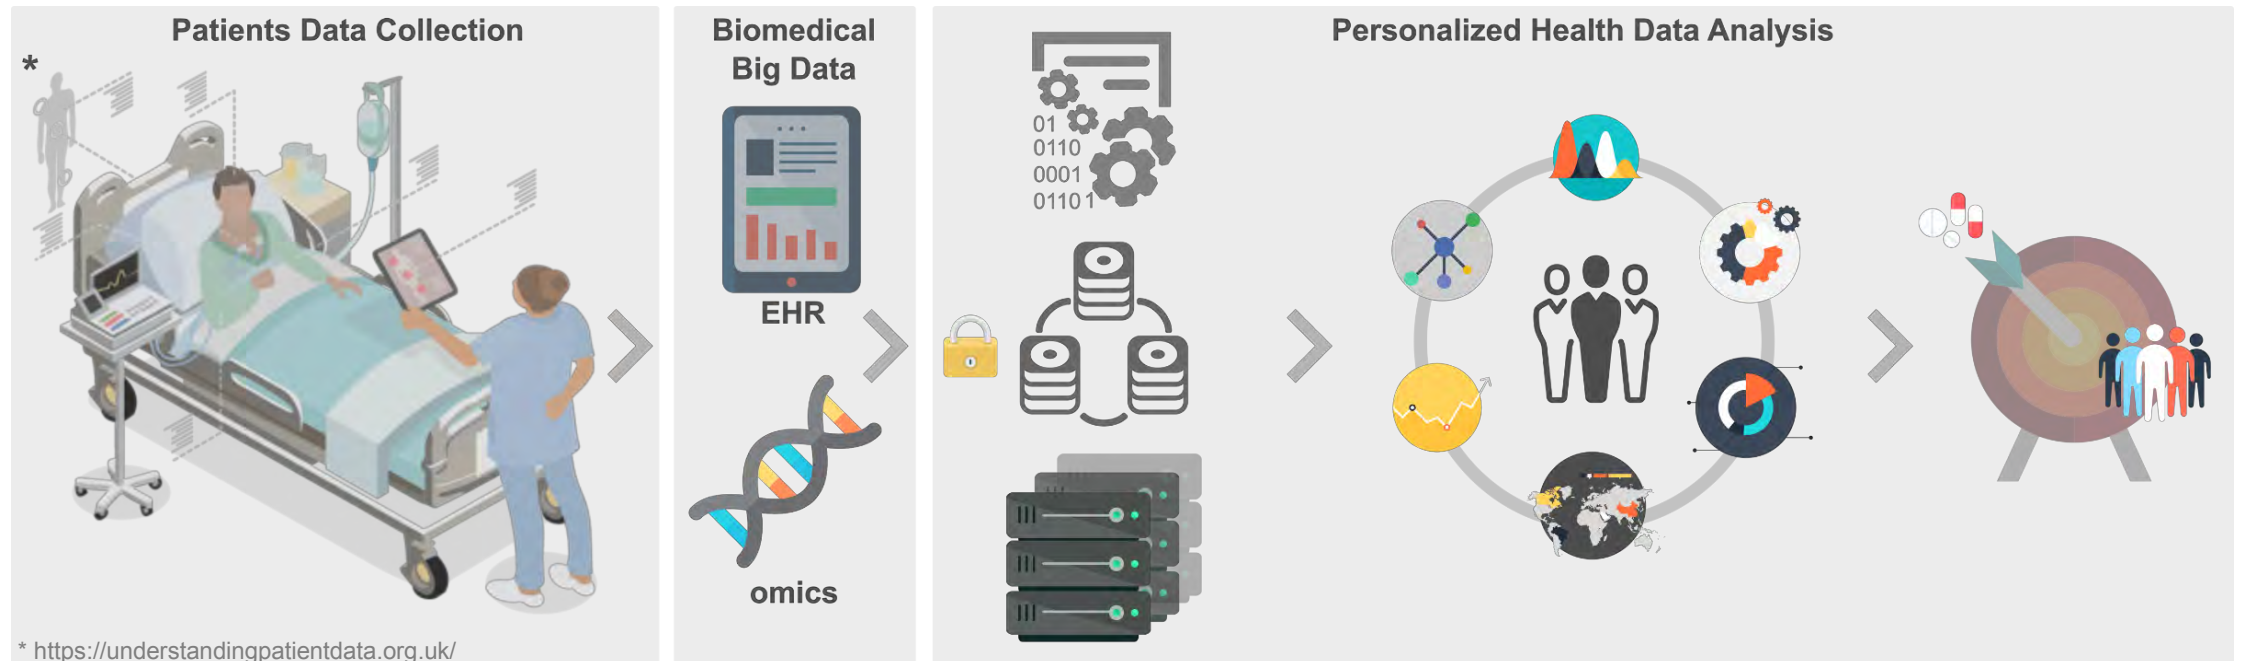 Patients Data Collection
*
* https://understandingpatientdata.org.uk/
Biomedical
Big Data
EHR
omics
Personalized Health Data Analysis
01
0110
0001
01101